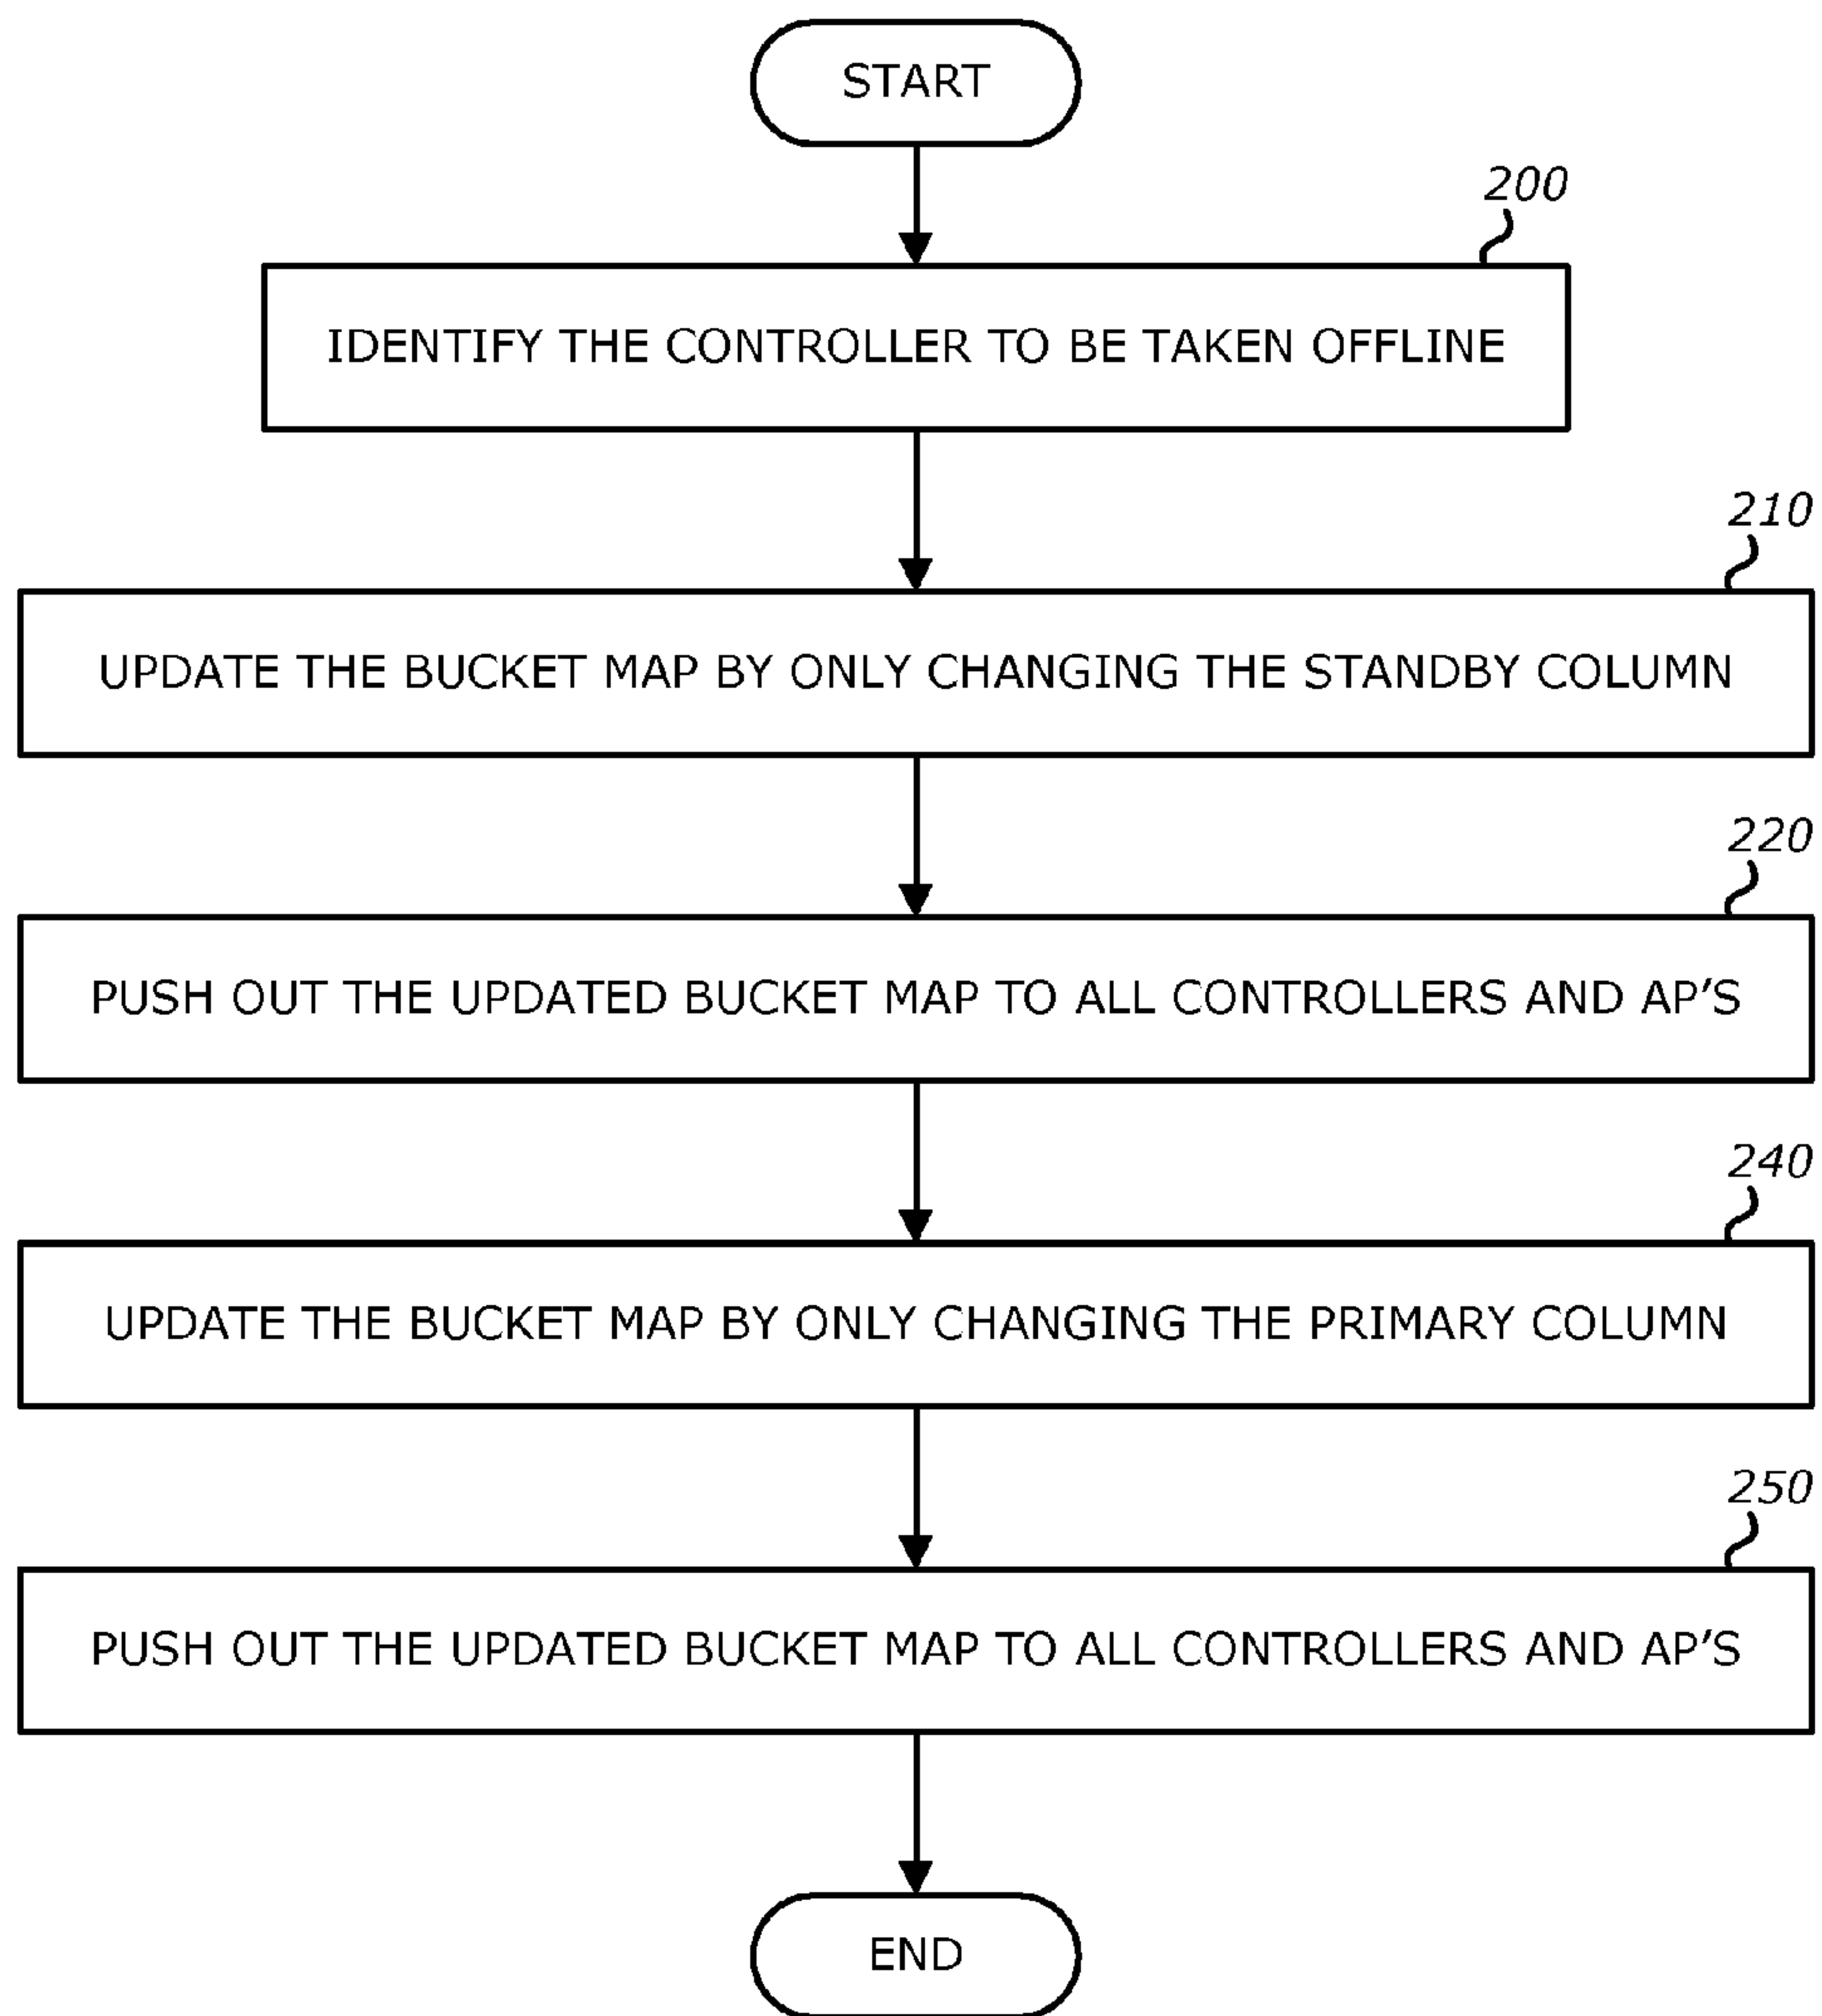 START
200
IDENTIFY THE CONTROLLER TO BE TAKEN OFFLINE
210
UPDATE THE BUCKET MAP BY ONLY CHANGING THE STANDBY COLUMN
220
PUSH OUT THE UPDATED BUCKET MAP TO ALL CONTROLLERS AND AP'S
240
UPDATE THE BUCKET MAP BY ONLY CHANGING THE PRIMARY COLUMN
250
PUSH OUT THE UPDATED BUCKET MAP TO ALL CONTROLLERS AND AP'S
END